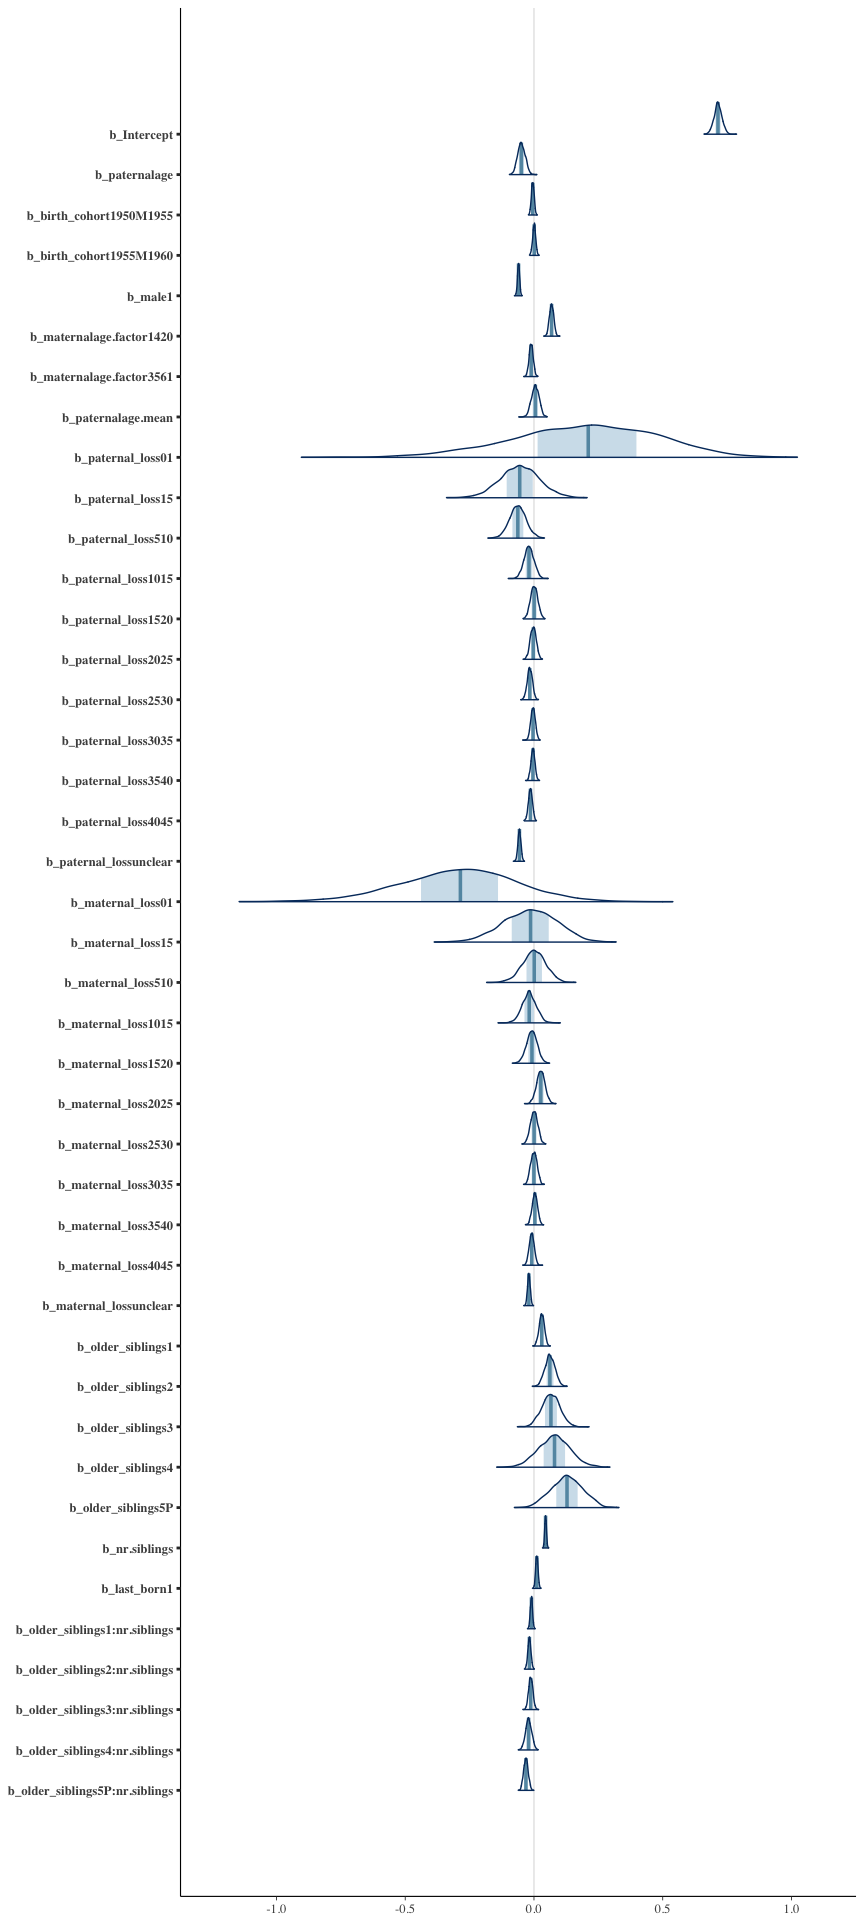 b_Intercept
b_paternalage
b_birth_cohort1950M1955
b_birth_cohort1955M1960
b_male1
b_maternalage.factor1420
b_maternalage.factor3561
b_paternalage.mean
b_paternal_loss01
b_paternal_loss15
b_paternal_loss510
b_paternal_loss1015
b_paternal_loss1520
b_paternal_loss2025
b_paternal_loss2530
b_paternal_loss3035
b_paternal_loss3540
b_paternal_loss4045
b_paternal_lossunclear
b_maternal_loss01
b_maternal_loss15
b_maternal_loss510
b_maternal_loss1015
b_maternal_loss1520
b_maternal_loss2025
b_maternal_loss2530
b_maternal_loss3035
b_maternal_loss3540
b_maternal_loss4045
b_maternal_lossunclear
b_older_siblings1
b_older_siblings2
b_older_siblings3
b_older_siblings4
b_older_siblings5P
b_nr.siblings
b_last_born1
b_older_siblings1:nr.siblings
b_older_siblings2:nr.siblings
b_older_siblings3:nr.siblings
b_older_siblings4:nr.siblings
b_older_siblings5P:nr.siblings
-1.0 -0.5 0.0 0.5 1.0